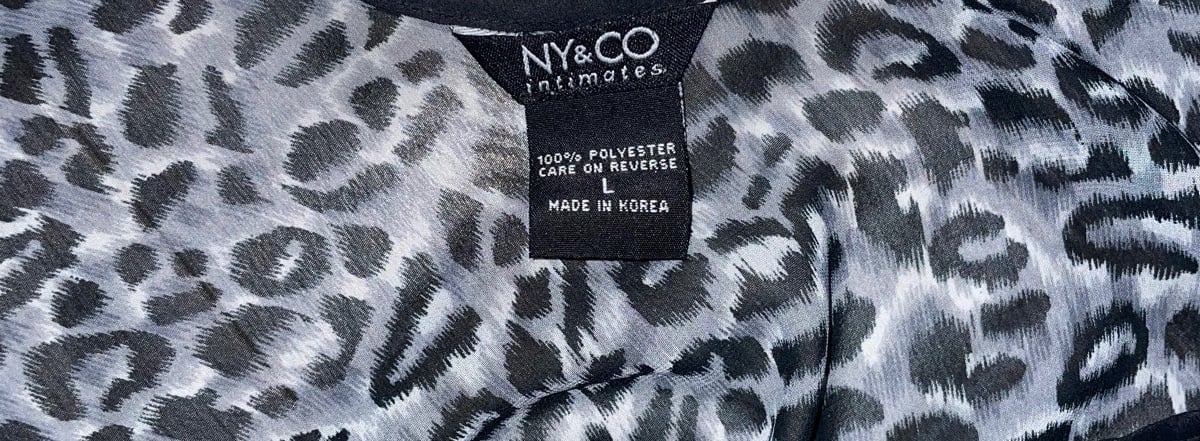 NY&CO
intimates
100% POLYESTER
CARE ON REVERSE
L
MADE IN KOREA